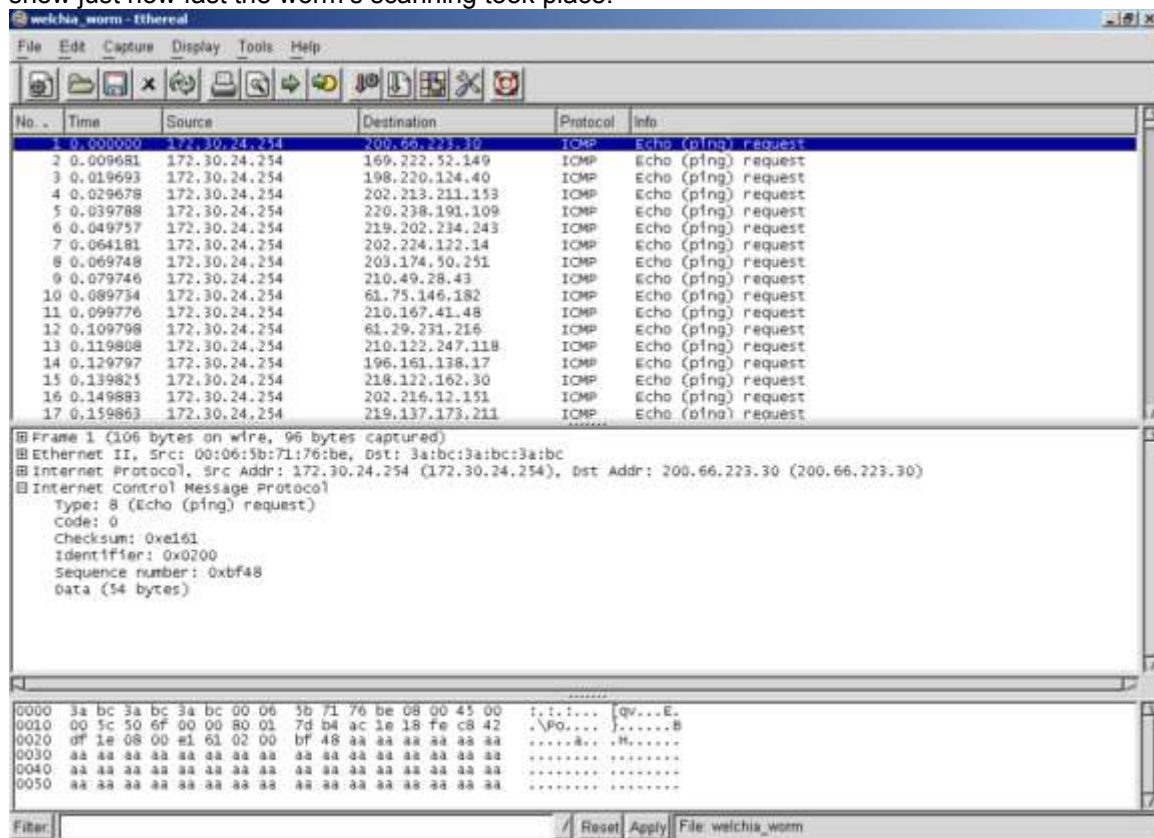 show just how fast the worm's scanning took place.
welchia_worm - Ethereal
File Edit Capture Display Tools Help
No. . Time Source Destination Protocol Info
1 0.000000 172.30.24.254 200.66.223.30 ICMP Echo (ping) request
2 0.009681 172.30.24.254 169.222.52.149 ICMP Echo (ping) request
3 0.019693 172.30.24.254 198.220.124.40 ICMP Echo (ping) request
4 0.029678 172.30.24.254 202.213.211.153 ICMP Echo (ping) request
5 0.039788 172.30.24.254 220.238.191.109 ICMP Echo (ping) request
6 0.049757 172.30.24.254 219.202.234.243 ICMP Echo (ping) request
7 0.064181 172.30.24.254 202.224.122.14 ICMP Echo (ping) request
8 0.069748 172.30.24.254 203.174.50.251 ICMP Echo (ping) request
9 0.079746 172.30.24.254 210.49.28.43 ICMP Echo (ping) request
10 0.089734 172.30.24.254 61.75.146.182 ICMP Echo (ping) request
11 0.099776 172.30.24.254 210.167.41.48 ICMP Echo (ping) request
12 0.109798 172.30.24.254 61.29.231.216 ICMP Echo (ping) request
13 0.119808 172.30.24.254 210.122.247.118 ICMP Echo (ping) request
14 0.129797 172.30.24.254 196.161.138.17 ICMP Echo (ping) request
15 0.139825 172.30.24.254 218.122.162.30 ICMP Echo (ping) request
16 0.149883 172.30.24.254 202.216.12.151 ICMP Echo (ping) request
17 0.159863 172.30.24.254 219.137.173.211 ICMP Echo (ping) request
Frame 1 (106 bytes on wire, 96 bytes captured)
Ethernet II, Src: 00:06:5b:71:76:be, Dst: 3a:bc:3a:bc:3a:bc
Internet Protocol, Src Addr: 172.30.24.254 (172.30.24.254), Dst Addr: 200.66.223.30 (200.66.223.30)
Internet Control Message Protocol
Type: 8 (Echo (ping) request)
Code: 0
Checksum: 0xe161
Identifier: 0x0200
Sequence number: 0xbf48
Data (54 bytes)
0000 3a bc 3a bc 3a bc 00 06 5b 71 76 be 08 00 45 00 :.:.:... [qv...E.
0010 00 5c 50 6f 00 00 80 01 7d b4 ac 1e 18 fe c8 42 .\Po.... }......B
0020 df 1e 08 00 e1 61 02 00 bf 48 aa aa aa aa aa aa .....a.. .H......
0030 aa aa aa aa aa aa aa aa aa aa aa aa aa aa aa aa ........ ........
0040 aa aa aa aa aa aa aa aa aa aa aa aa aa aa aa aa ........ ........
0050 aa aa aa aa aa aa aa aa aa aa aa aa aa aa aa aa ........ ........
Filter: / Reset Apply File: welchia_worm